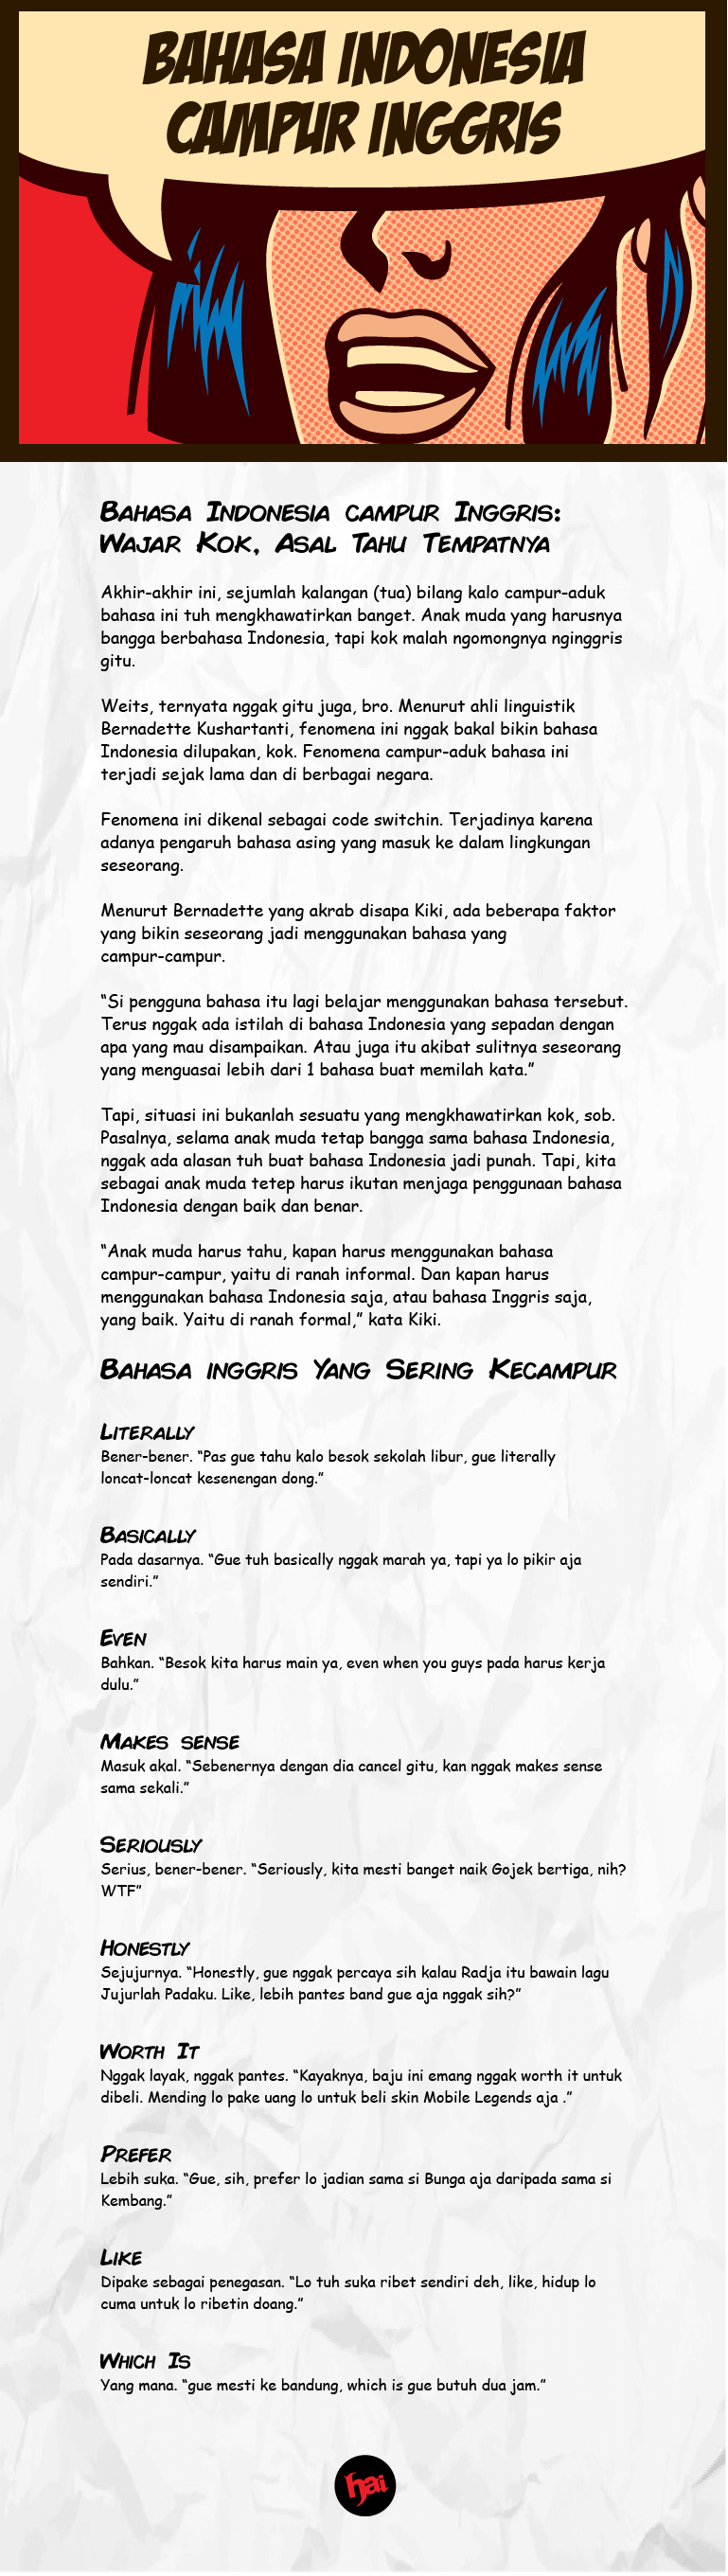 BAHASA INDONESIA
CAMPUR INGGRIS
Bahasa Indonesia campur Inggris:
Wajar Kok, Asal Tahu Tempatnya
Akhir-akhir ini, sejumlah kalangan (tua) bilang kalo campur-aduk
bahasa ini tuh mengkhawatirkan banget. Anak muda yang harusnya
bangga berbahasa Indonesia, tapi kok malah ngomongnya nginggris
gitu.
Weits, ternyata nggak gitu juga, bro. Menurut ahli linguistik
Bernadette Kushartanti, fenomena ini nggak bakal bikin bahasa
Indonesia dilupakan, kok. Fenomena campur-aduk bahasa ini
terjadi sejak lama dan di berbagai negara.
Fenomena ini dikenal sebagai code switchin. Terjadinya karena
adanya pengaruh bahasa asing yang masuk ke dalam lingkungan
seseorang.
Menurut Bernadette yang akrab disapa Kiki, ada beberapa faktor
yang bikin seseorang jadi menggunakan bahasa yang
campur-campur.
“Si pengguna bahasa itu lagi belajar menggunakan bahasa tersebut.
Terus nggak ada istilah di bahasa Indonesia yang sepadan dengan
apa yang mau disampaikan. Atau juga itu akibat sulitnya seseorang
yang menguasai lebih dari 1 bahasa buat memilah kata.”
Tapi, situasi ini bukanlah sesuatu yang mengkhawatirkan kok, sob.
Pasalnya, selama anak muda tetap bangga sama bahasa Indonesia,
nggak ada alasan tuh buat bahasa Indonesia jadi punah. Tapi, kita
sebagai anak muda tetep harus ikutan menjaga penggunaan bahasa
Indonesia dengan baik dan benar.
“Anak muda harus tahu, kapan harus menggunakan bahasa
campur-campur, yaitu di ranah informal. Dan kapan harus
menggunakan bahasa Indonesia saja, atau bahasa Inggris saja,
yang baik. Yaitu di ranah formal,” kata Kiki.
Bahasa inggris Yang Sering Kecampur
Literally
Bener-bener. “Pas gue tahu kalo besok sekolah libur, gue literally
loncat-loncat kesenengan dong.”
Basically
Pada dasarnya. “Gue tuh basically nggak marah ya, tapi ya lo pikir aja
sendiri.”
Even
Bahkan. “Besok kita harus main ya, even when you guys pada harus kerja
dulu.”
Makes sense
Masuk akal. “Sebenernya dengan dia cancel gitu, kan nggak makes sense
sama sekali.”
Seriously
Serius, bener-bener. “Seriously, kita mesti banget naik Gojek bertiga, nih?
WTF”
Honestly
Sejujurnya. “Honestly, gue nggak percaya sih kalau Radja itu bawain lagu
Jujurlah Padaku. Like, lebih pantes band gue aja nggak sih?”
Worth It
Nggak layak, nggak pantes. “Kayaknya, baju ini emang nggak worth it untuk
dibeli. Mending lo pake uang lo untuk beli skin Mobile Legends aja .”
Prefer
Lebih suka. “Gue, sih, prefer lo jadian sama si Bunga aja daripada sama si
Kembang.”
Like
Dipake sebagai penegasan. “Lo tuh suka ribet sendiri deh, like, hidup lo
cuma untuk lo ribetin doang.”
Which Is
Yang mana. “gue mesti ke bandung, which is gue butuh dua jam.”
hai